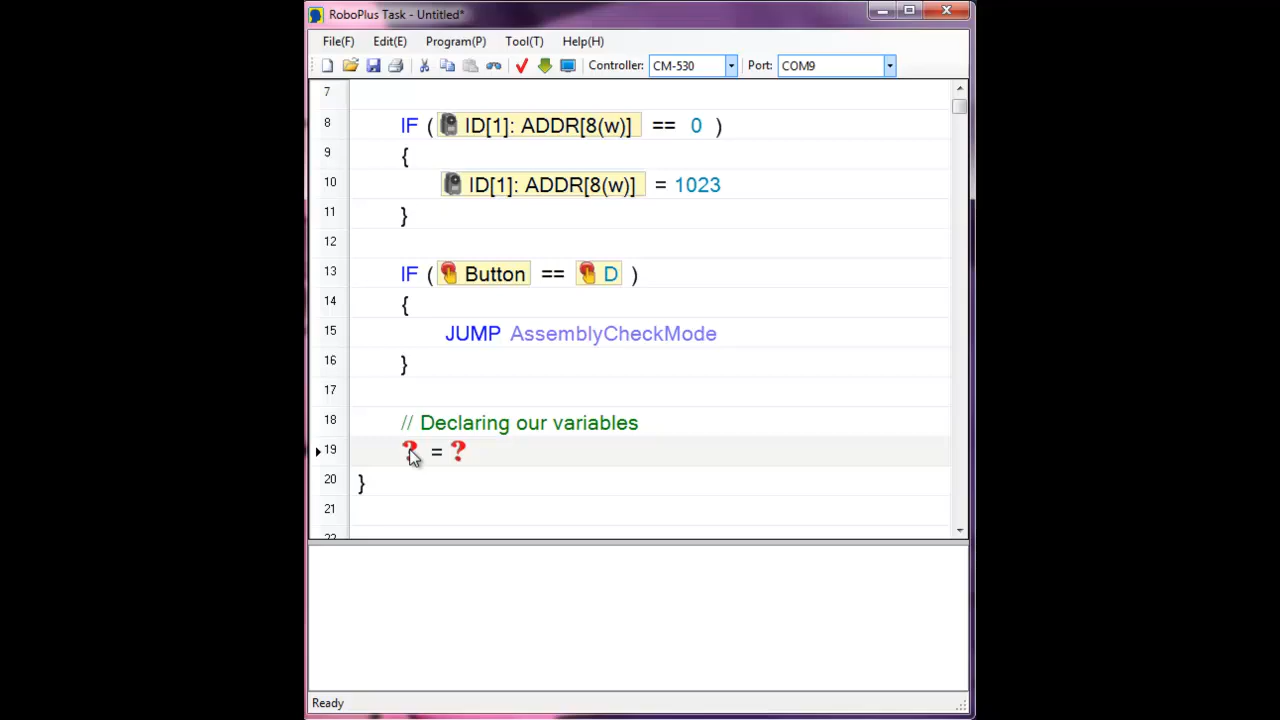 RoboPlus Task - Untitled*
File(F) Edit(E) Program(P) Tool(T) Help(H)
Controller: CM-530 Port: COM9
7
8 IF ( ID[1]: ADDR[8(w)] == 0 )
9 {
10 ID[1]: ADDR[8(w)] = 1023
11 }
12
13 IF ( Button == D )
14 {
15 JUMP AssemblyCheckMode
16 }
17
18 // Declaring our variables
19 ? = ?
20 }
21
22
Ready